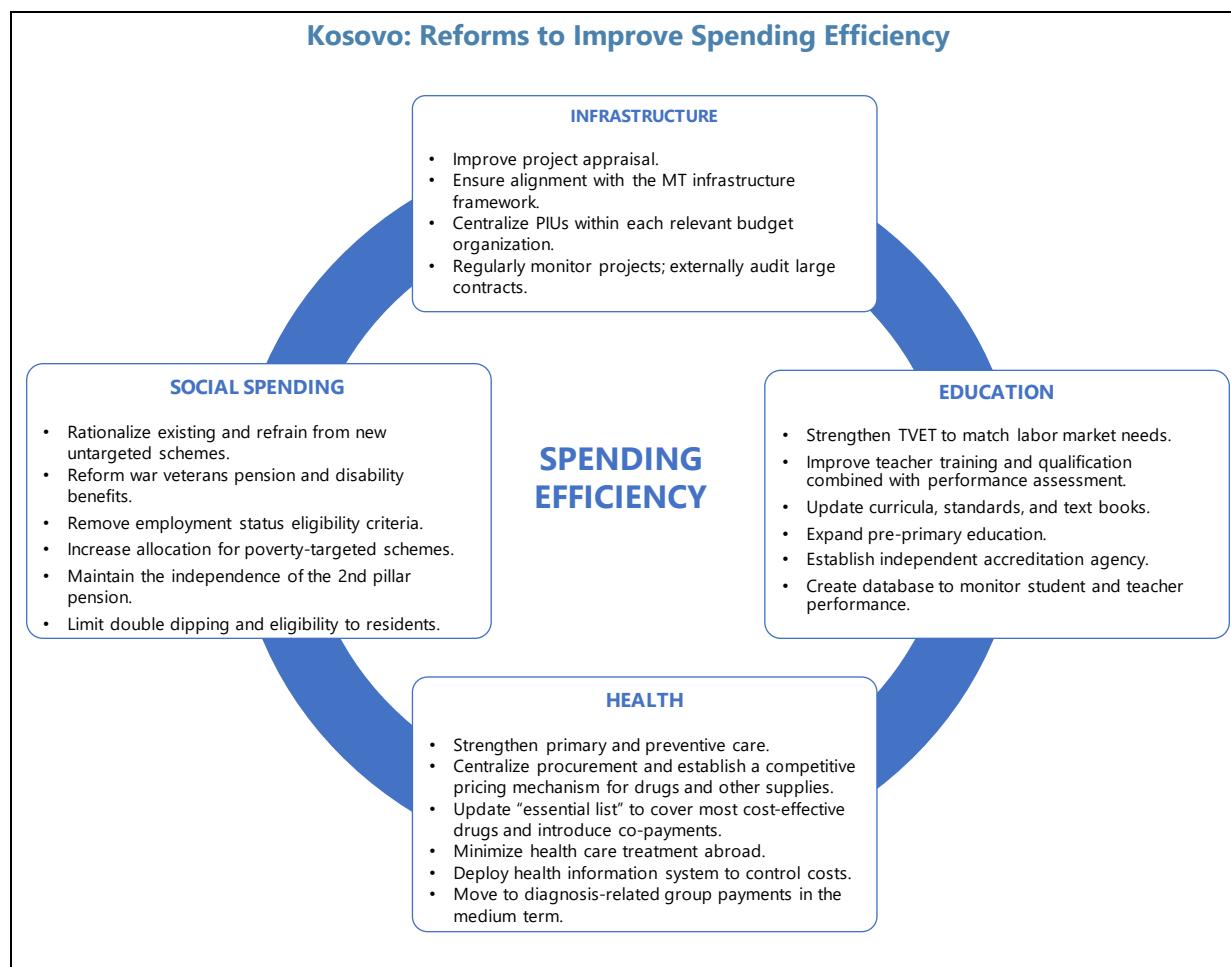 Kosovo: Reforms to Improve Spending Efficiency
INFRASTRUCTURE
• Improve project appraisal.
• Ensure alignment with the MT infrastructure
framework.
• Centralize PIUs within each relevant budget
organization.
• Regularly monitor projects; externally audit large
contracts.
SOCIAL SPENDING
• Rationalize existing and refrain from new
untargeted schemes.
• Reform war veterans pension and disability
benefits.
• Remove employment status eligibility criteria.
• Increase allocation for poverty-targeted schemes.
• Maintain the independence of the 2nd pillar
pension.
• Limit double dipping and eligibility to residents.
SPENDING
EFFICIENCY
EDUCATION
• Strengthen TVET to match labor market needs.
• Improve teacher training and qualification
combined with performance assessment.
• Update curricula, standards, and text books.
• Expand pre-primary education.
• Establish independent accreditation agency.
• Create database to monitor student and teacher
performance.
HEALTH
• Strengthen primary and preventive care.
• Centralize procurement and establish a competitive
pricing mechanism for drugs and other supplies.
• Update “essential list” to cover most cost-effective
drugs and introduce co-payments.
• Minimize health care treatment abroad.
• Deploy health information system to control costs.
• Move to diagnosis-related group payments in the
medium term.